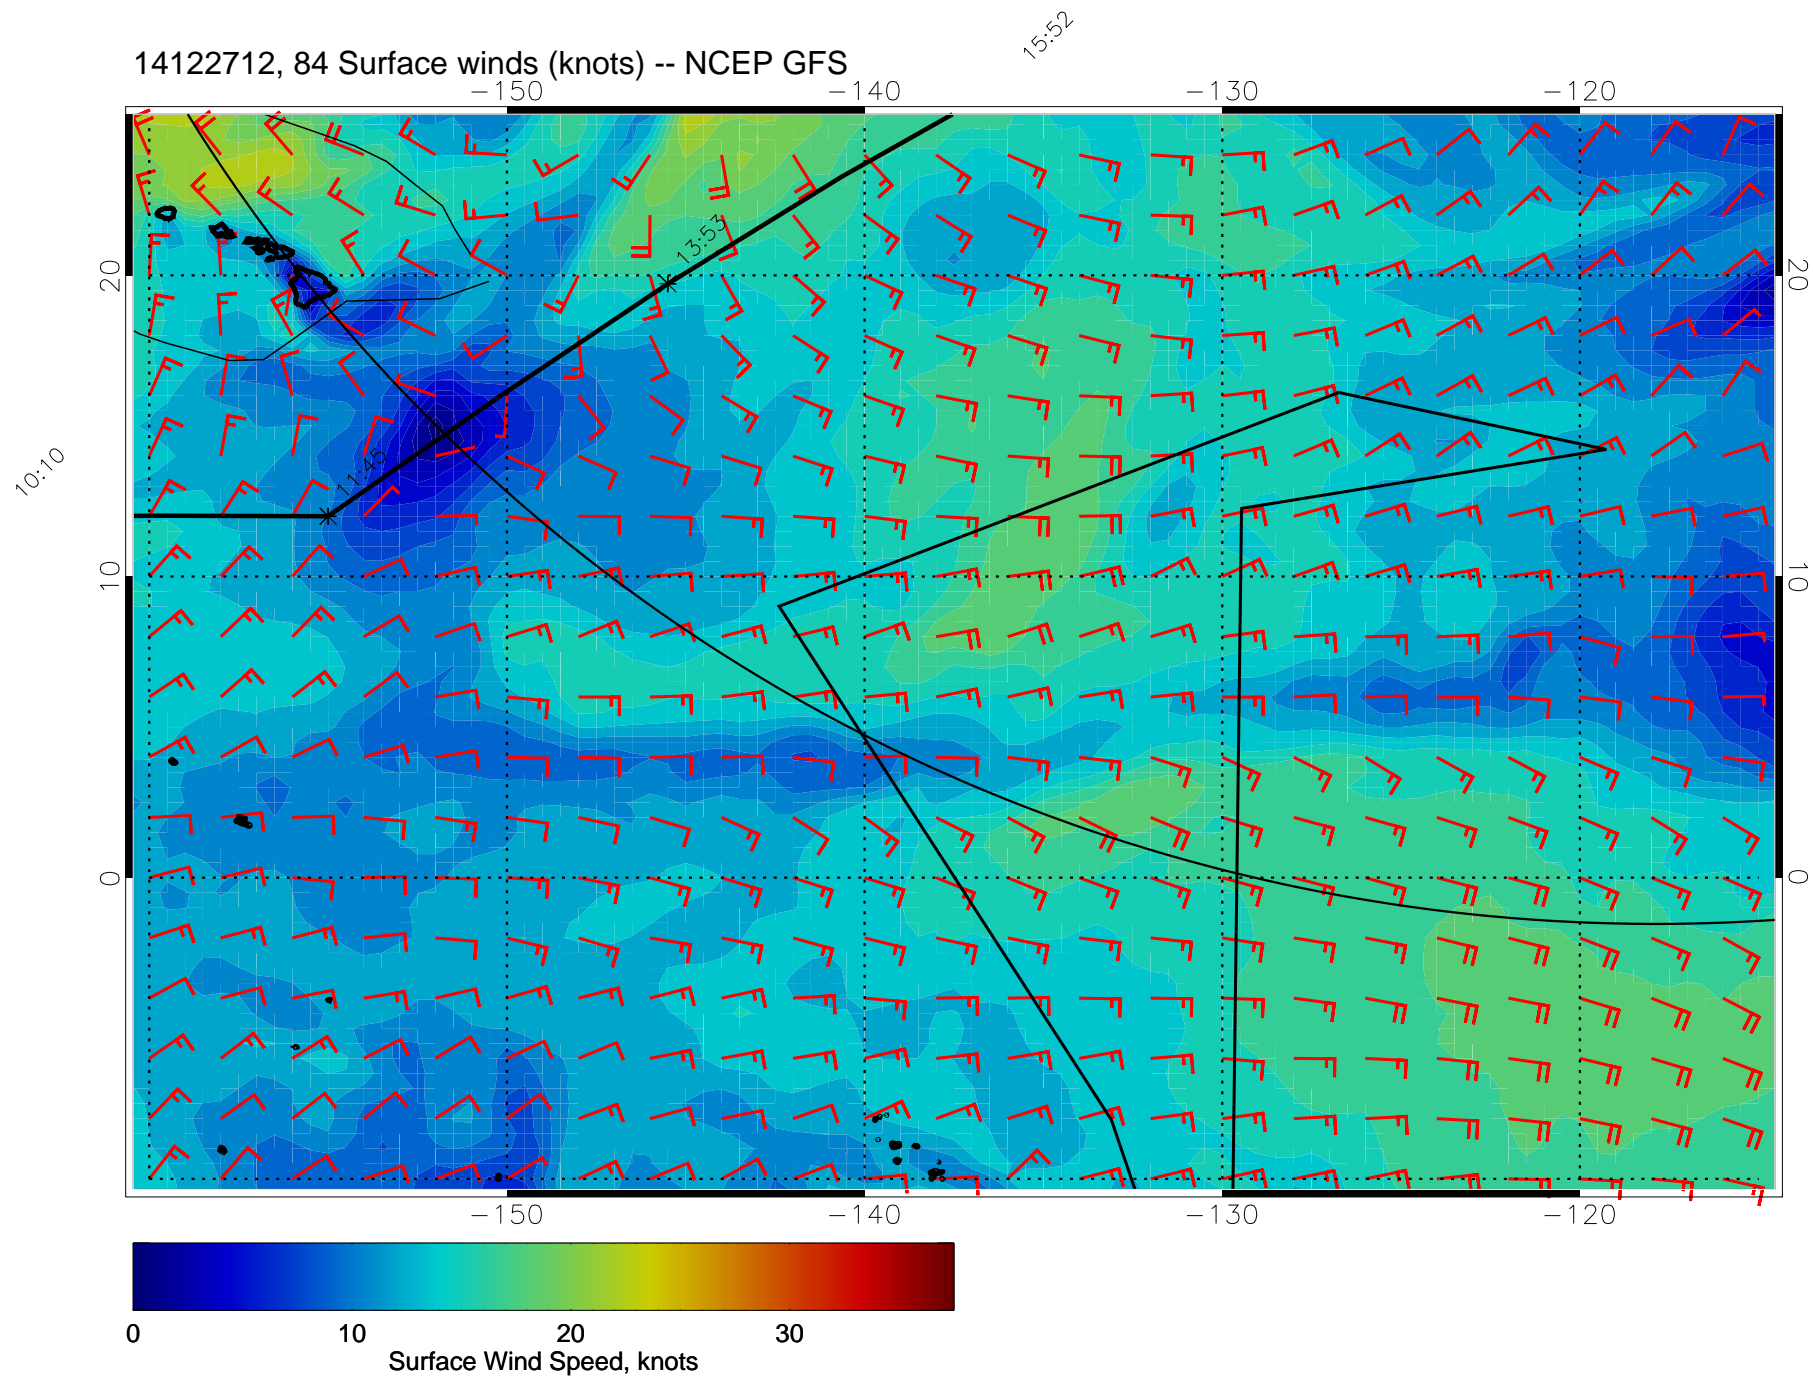 15:52
14122712, 84 Surface winds (knots) -- NCEP GFS
−150 −140 −130 −120
13:53
20 20
10:10
11:45
10 10
0 0
−150 −140 −130 −120
0 10 20 30
Surface Wind Speed, knots